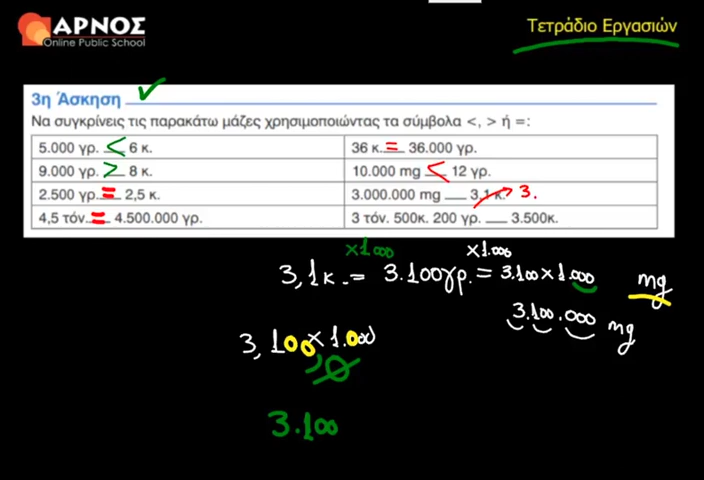 ΑΡΝΟΣ
Online Public School
Τετράδιο Εργασιών
3η Άσκηση
Να συγκρίνεις τις παρακάτω μάζες χρησιμοποιώντας τα σύμβολα <, > ή =:
5.000 γρ. < 6 κ.
36 κ. = 36.000 γρ.
9.000 γρ. > 8 κ.
10.000 mg < 12 γρ.
2.500 γρ. = 2,5 κ.
3.000.000 mg __ 3,1 κ. 3.
4,5 τόν. = 4.500.000 γρ.
3 τόν. 500κ. 200 γρ. __ 3.500κ.
×1.000 ×1.000
3,1 κ. = 3.100γρ. = 3.100×1.000 mg
3.100.000 mg
3,100×1.000
, 0
3.100